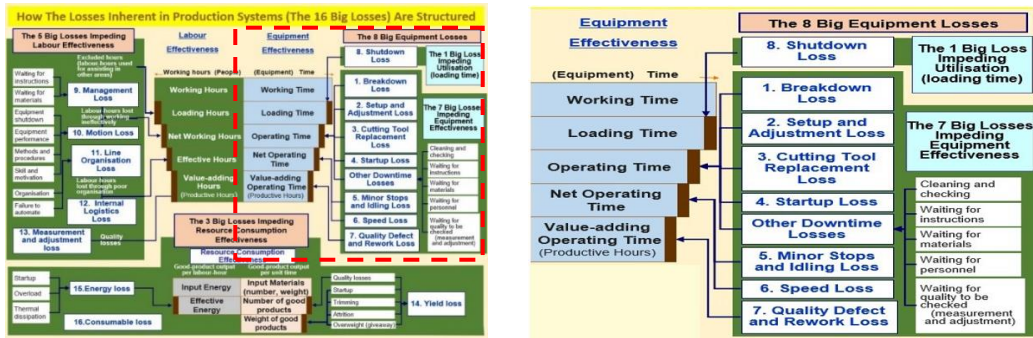 How The Losses Inherent in Production Systems (The 16 Big Losses) Are Structured
The 5 Big Losses Impeding
Labour Effectiveness
Labour
Effectiveness
Equipment
Effectiveness
The 8 Big Equipment Losses
Excluded hours
(labour hours used
for assisting in
other areas)
Working hours (People)
(Equipment) Time
8. Shutdown
Loss
The 1 Big Loss
Impeding
Utilisation
(loading time)
Waiting for
instructions
Waiting for
materials
9. Management
Loss
Working Hours
Working Time
1. Breakdown
Loss
Equipment
shutdown
Labour hours lost
through working
ineffectively
Loading Hours
Loading Time
2. Setup and
Adjustment Loss
The 7 Big Losses
Impeding
Equipment
Effectiveness
Equipment
performance
10. Motion Loss
Net Working Hours
Operating Time
3. Cutting Tool
Replacement
Loss
Methods and
procedures
11. Line
Organisation
Loss
Effective Hours
Net Operating
Time
4. Startup Loss
Cleaning and
checking
Skill and
motivation
Other Downtime
Losses
Waiting for
instructions
Organisation
Labour hours
lost through poor
organisation
Value-adding
Hours
(Productive Hours)
Value-adding
Operating Time
(Productive Hours)
5. Minor Stops
and Idling Loss
Waiting for
materials
Failure to
automate
12. Internal
Logistics
Loss
6. Speed Loss
Waiting for
personnel
13. Measurement
and adjustment
loss
Quality
losses
The 3 Big Losses Impeding
Resource Consumption
Effectiveness
7. Quality Defect
and Rework Loss
Waiting for
quality to be
checked
(measurement
and adjustment)
Resource Consumption
Effectiveness
Good-product output
per labour-hour
Good-product output
per unit time
Startup
Overload
Thermal
dissipation
15.Energy loss
Input Energy
Effective
Energy
Input Materials
(number, weight)
Number of good
products
Weight of good
products
Quality losses
Startup
Trimming
Attrition
Overweight (giveaway)
14. Yield loss
16.Consumable loss
Equipment
Effectiveness
The 8 Big Equipment Losses
(Equipment) Time
8. Shutdown
Loss
The 1 Big Loss
Impeding
Utilisation
(loading time)
Working Time
1. Breakdown
Loss
Loading Time
2. Setup and
Adjustment Loss
The 7 Big Losses
Impeding
Equipment
Effectiveness
Operating Time
3. Cutting Tool
Replacement
Loss
Net Operating
Time
4. Startup Loss
Cleaning and
checking
Other Downtime
Losses
Waiting for
instructions
Value-adding
Operating Time
(Productive Hours)
5. Minor Stops
and Idling Loss
Waiting for
materials
6. Speed Loss
Waiting for
personnel
7. Quality Defect
and Rework Loss
Waiting for
quality to be
checked
(measurement
and adjustment)